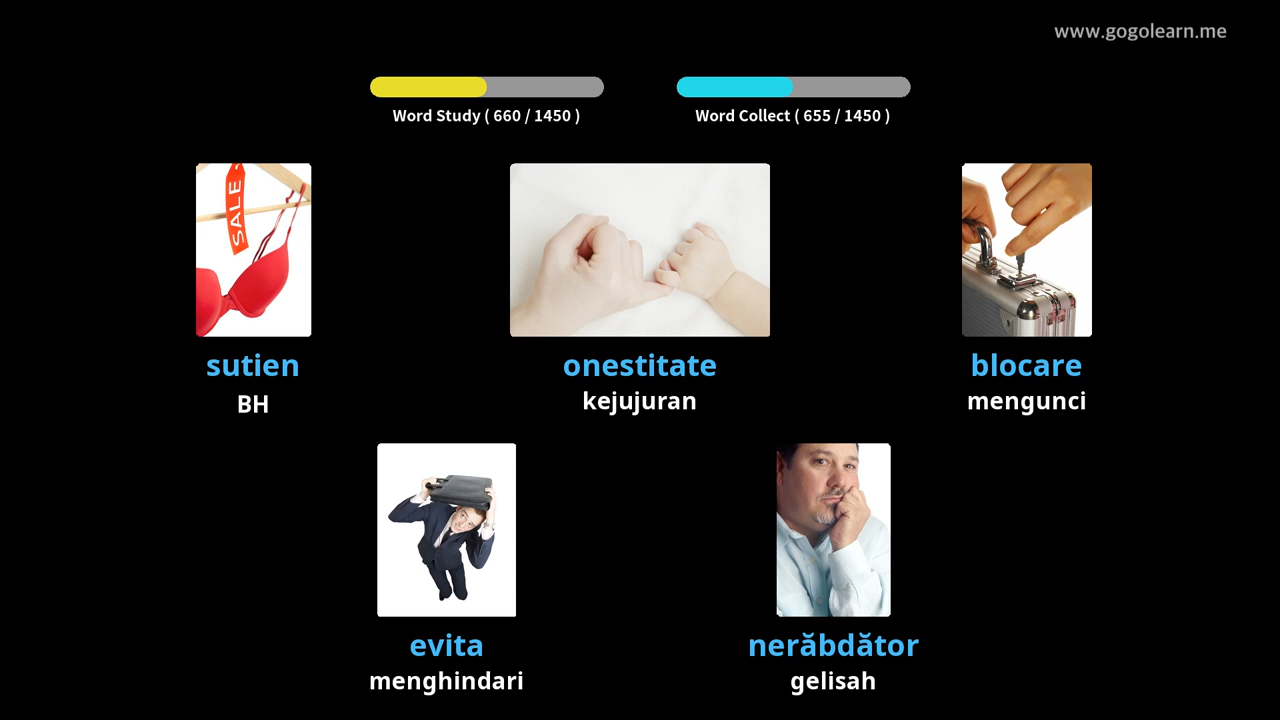 www.gogolearn.me
Word Study ( 660 / 1450 )
Word Collect ( 655 / 1450 )
SALE
sutien
BH
onestitate
kejujuran
blocare
mengunci
evita
menghindari
nerăbdător
gelisah